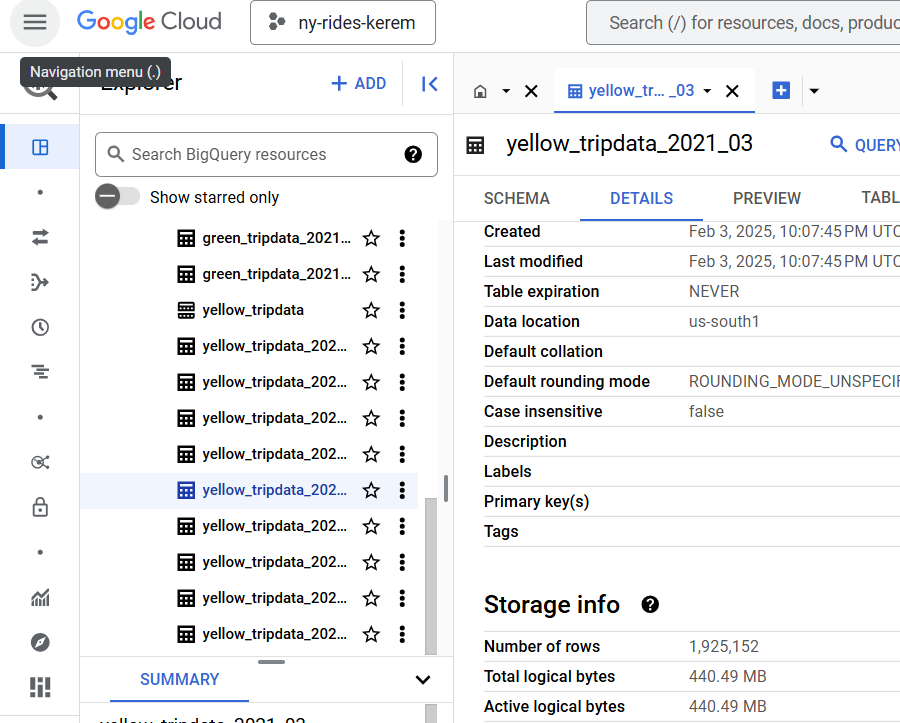 Google Cloud
ny-rides-kerem
Search (/) for resources, docs, produc
Navigation menu (.)
Explorer
ADD
Search BigQuery resources
Show starred only
green_tripdata_2021...
green_tripdata_2021...
yellow_tripdata
yellow_tripdata_202...
yellow_tripdata_202...
yellow_tripdata_202...
yellow_tripdata_202...
yellow_tripdata_202...
yellow_tripdata_202...
yellow_tripdata_202...
yellow_tripdata_202...
yellow_tripdata_202...
SUMMARY
yellow_tripdata_2021_03
yellow_tr... _03
yellow_tripdata_2021_03
QUERY
SCHEMA
DETAILS
PREVIEW
TABL
Created Feb 3, 2025, 10:07:45 PM UTC
Last modified Feb 3, 2025, 10:07:45 PM UTC
Table expiration NEVER
Data location us-south1
Default collation
Default rounding mode ROUNDING_MODE_UNSPECIF
Case insensitive false
Description
Labels
Primary key(s)
Tags
Storage info
Number of rows 1,925,152
Total logical bytes 440.49 MB
Active logical bytes 440.49 MB